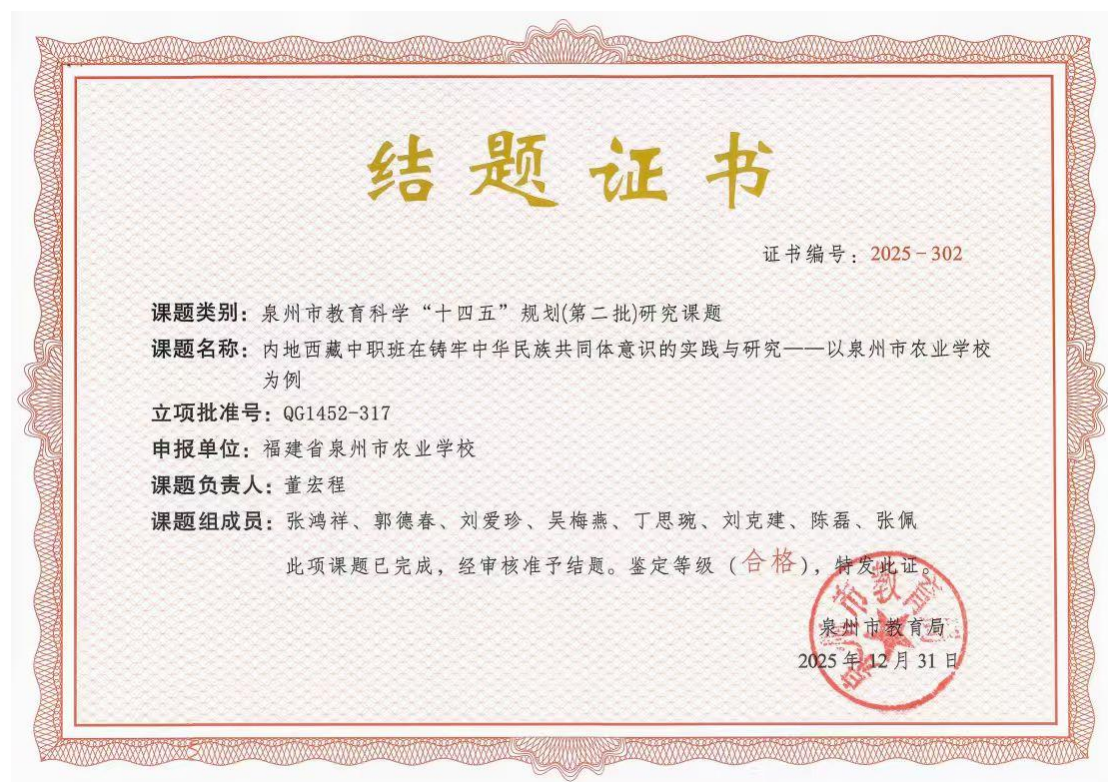 结题证书
证书编号：2025-302
课题类别：泉州市教育科学“十四五”规划(第二批)研究课题
课题名称：内地西藏中职班在铸牢中华民族共同体意识的实践与研究——以泉州市农业学校
为例
立项批准号：QG1452-317
申报单位：福建省泉州市农业学校
课题负责人：董宏程
课题组成员：张鸿祥、郭德春、刘爱珍、吴梅燕、丁思琬、刘克建、陈磊、张佩
此项课题已完成，经审核准予结题。鉴定等级（合格），特发此证。
泉州市教育局
2025年12月31日
泉州市教育局